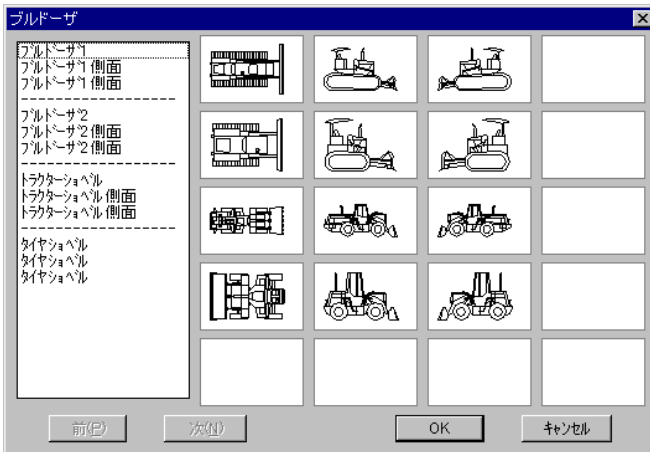 ブルドーザ
ﾌﾞﾙﾄﾞｰｻﾞ1
ﾌﾞﾙﾄﾞｰｻﾞ1側面
ﾌﾞﾙﾄﾞｰｻﾞ1側面
--------------------
ﾌﾞﾙﾄﾞｰｻﾞ2
ﾌﾞﾙﾄﾞｰｻﾞ2側面
ﾌﾞﾙﾄﾞｰｻﾞ2側面
--------------------
ﾄﾗｸﾀｰｼｮﾍﾞﾙ
ﾄﾗｸﾀｰｼｮﾍﾞﾙ側面
ﾄﾗｸﾀｰｼｮﾍﾞﾙ側面
--------------------
ﾀｲﾔｼｮﾍﾞﾙ
ﾀｲﾔｼｮﾍﾞﾙ
ﾀｲﾔｼｮﾍﾞﾙ
前(P) 次(N) OK ｷｬﾝｾﾙ